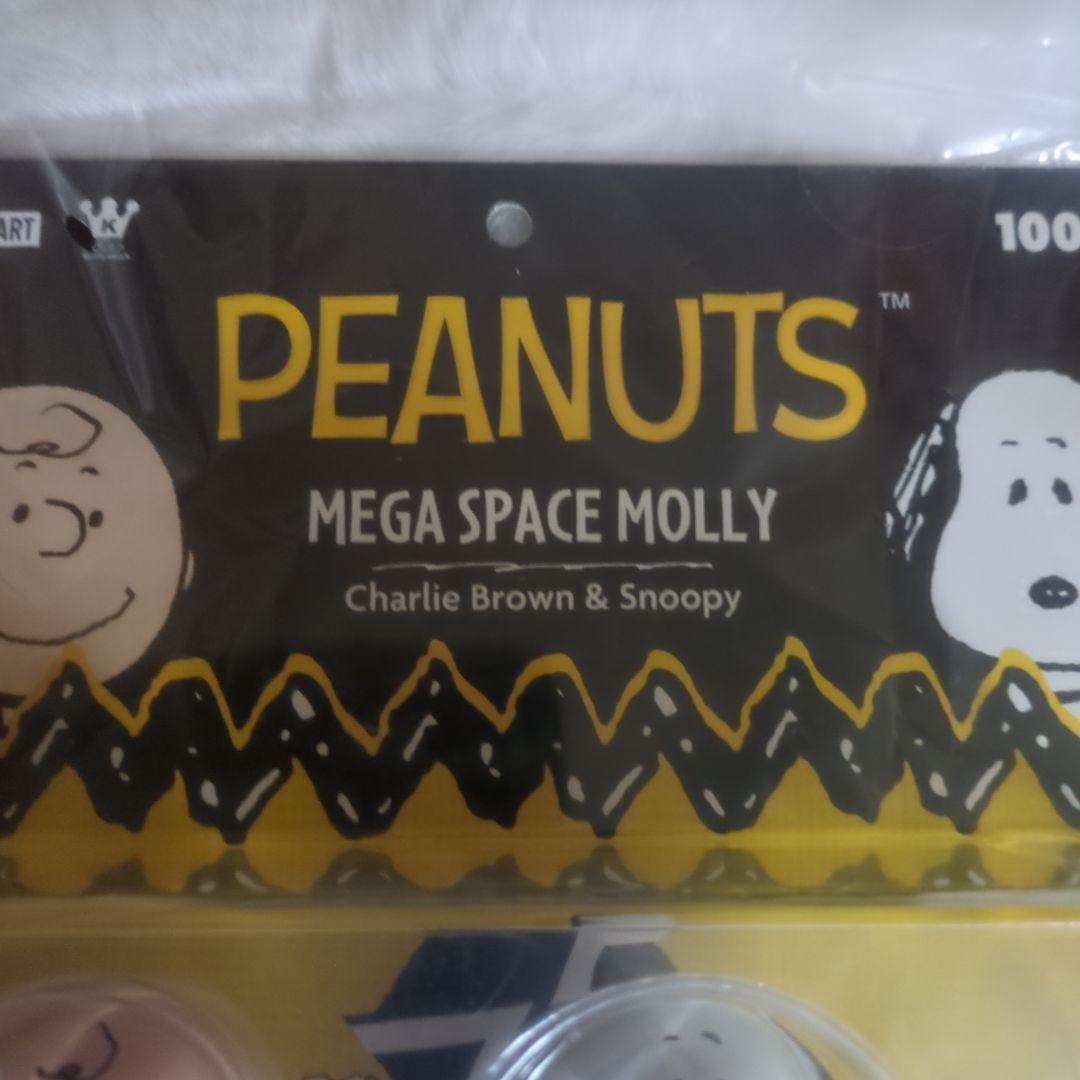 ART
K
100
PEANUTS™
MEGA SPACE MOLLY
Charlie Brown & Snoopy